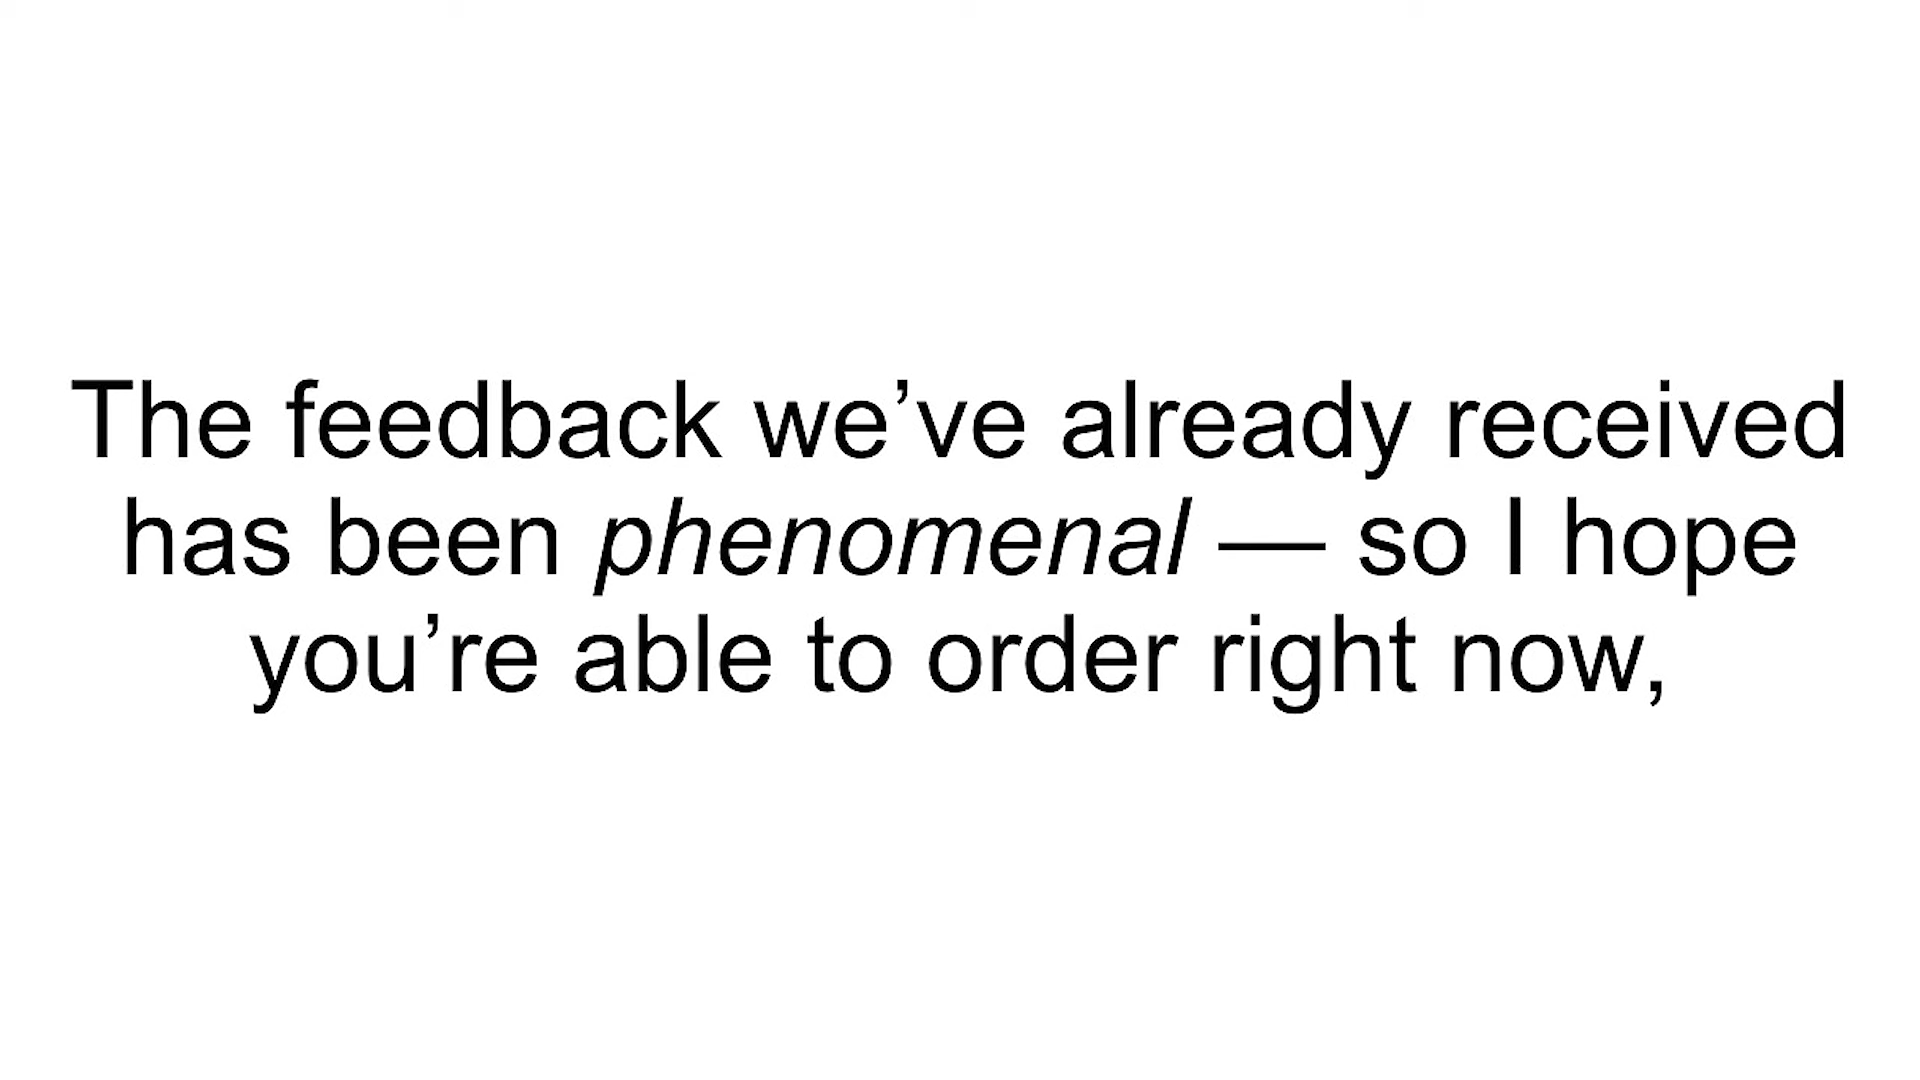 The feedback we’ve already received
has been phenomenal — so I hope
you’re able to order right now,